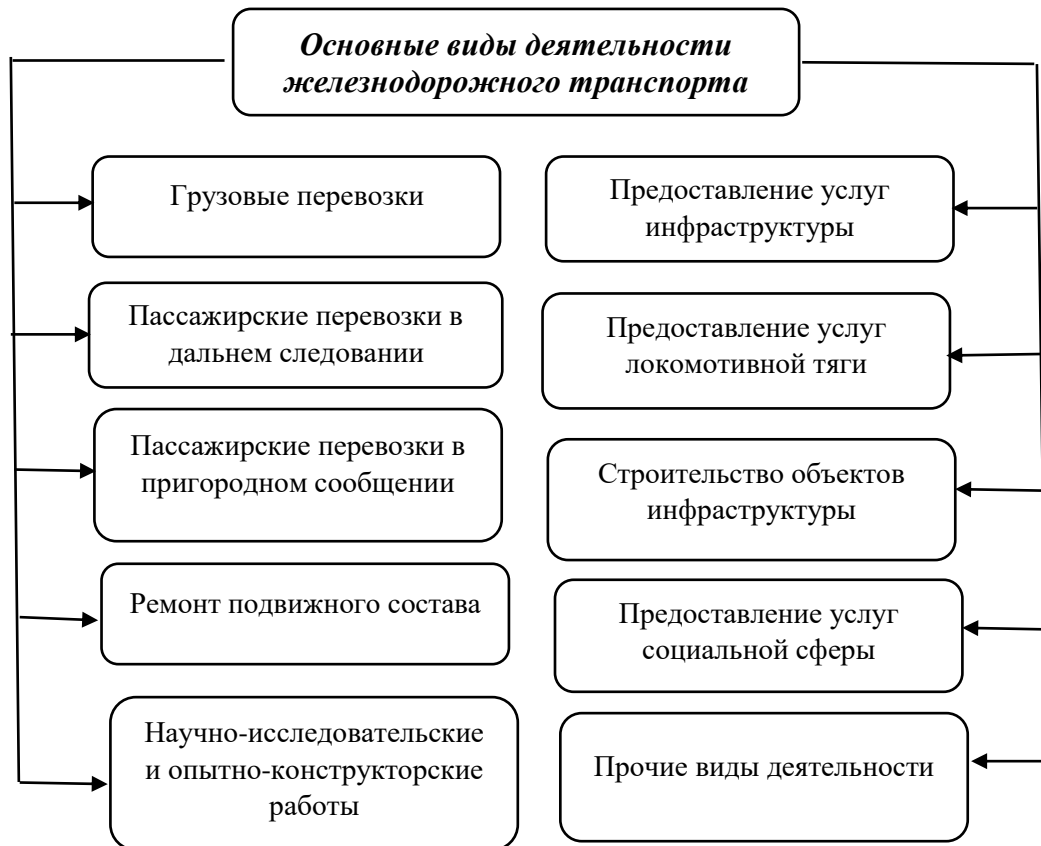 Основные виды деятельности
железнодорожного транспорта
Грузовые перевозки
Предоставление услуг
инфраструктуры
Пассажирские перевозки в
дальнем следовании
Предоставление услуг
локомотивной тяги
Пассажирские перевозки в
пригородном сообщении
Строительство объектов
инфраструктуры
Ремонт подвижного состава
Предоставление услуг
социальной сферы
Научно-исследовательские
и опытно-конструкторские
работы
Прочие виды деятельности